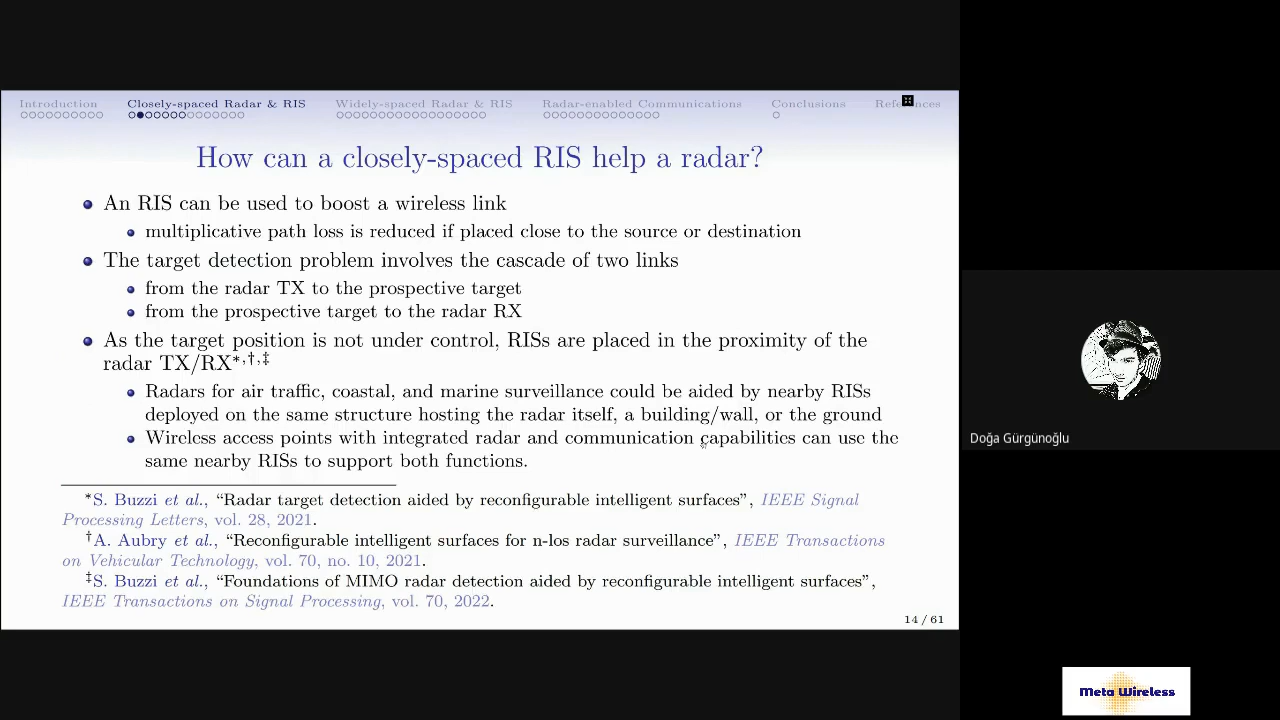 Introduction Closely-spaced Radar & RIS Widely-spaced Radar & RIS Radar-enabled Communications Conclusions
How can a closely-spaced RIS help a radar?
An RIS can be used to boost a wireless link
multiplicative path loss is reduced if placed close to the source or destination
The target detection problem involves the cascade of two links
from the radar TX to the prospective target
from the prospective target to the radar RX
As the target position is not under control, RISs are placed in the proximity of the
radar TX/RX*,†,‡
Radars for air traffic, coastal, and marine surveillance could be aided by nearby RISs
deployed on the same structure hosting the radar itself, a building/wall, or the ground
Wireless access points with integrated radar and communication capabilities can use the
same nearby RISs to support both functions.
*S. Buzzi et al., “Radar target detection aided by reconfigurable intelligent surfaces”, IEEE Signal
Processing Letters, vol. 28, 2021.
†A. Aubry et al., “Reconfigurable intelligent surfaces for n-los radar surveillance”, IEEE Transactions
on Vehicular Technology, vol. 70, no. 10, 2021.
‡S. Buzzi et al., “Foundations of MIMO radar detection aided by reconfigurable intelligent surfaces”,
IEEE Transactions on Signal Processing, vol. 70, 2022.
14 / 61
Doğa Gürgünoğlu
Meta Wireless